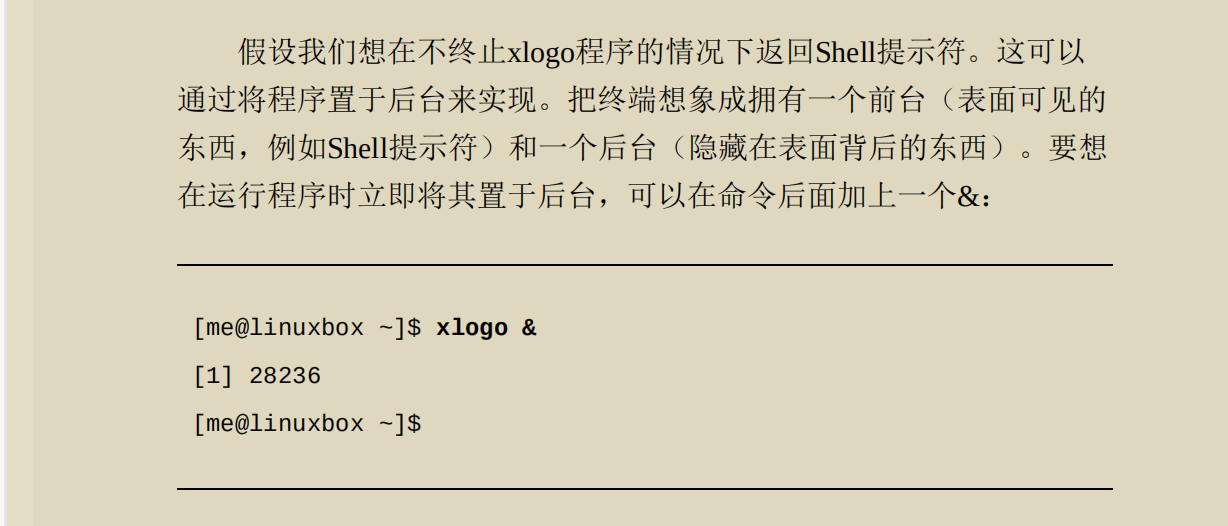 假设我们想在不终止xlogo程序的情况下返回Shell提示符。这可以
通过将程序置于后台来实现。把终端想象成拥有一个前台（表面可见的
东西，例如Shell提示符）和一个后台（隐藏在表面背后的东西）。要想
在运行程序时立即将其置于后台，可以在命令后面加上一个&：
[me@linuxbox ~]$ xlogo &
[1] 28236
[me@linuxbox ~]$